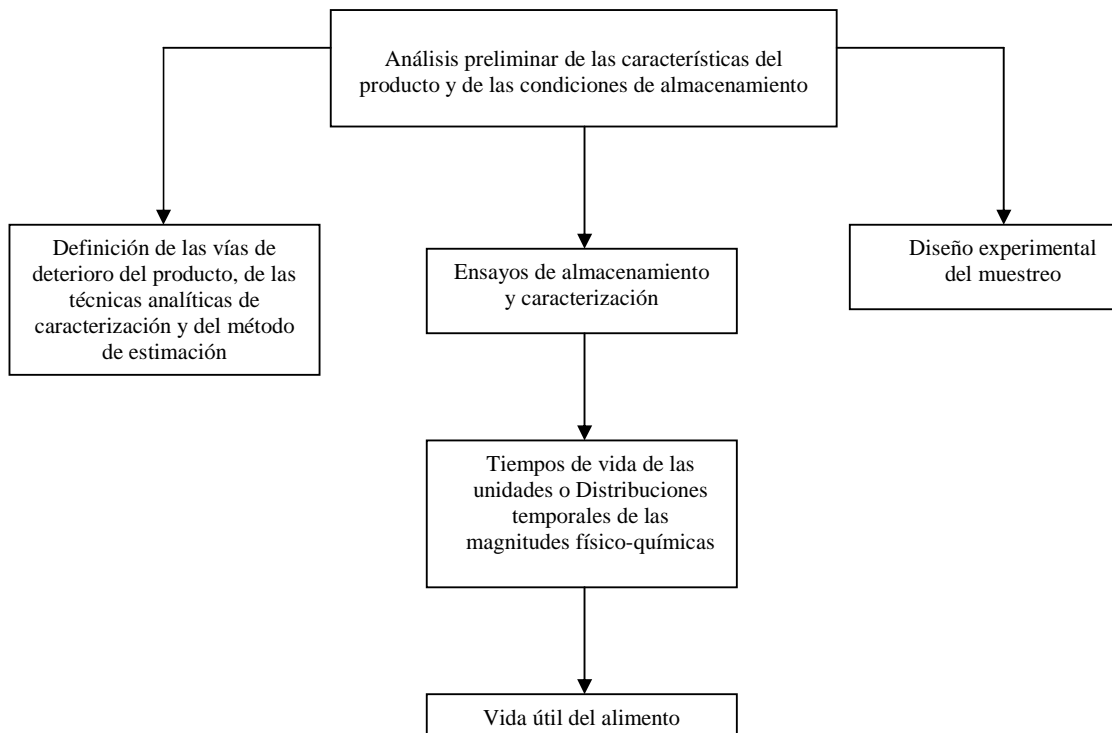 Análisis preliminar de las características del
producto y de las condiciones de almacenamiento
Definición de las vías de
deterioro del producto, de las
técnicas analíticas de
caracterización y del método
de estimación
Ensayos de almacenamiento
y caracterización
Diseño experimental
del muestreo
Tiempos de vida de las
unidades o Distribuciones
temporales de las
magnitudes físico-químicas
Vida útil del alimento